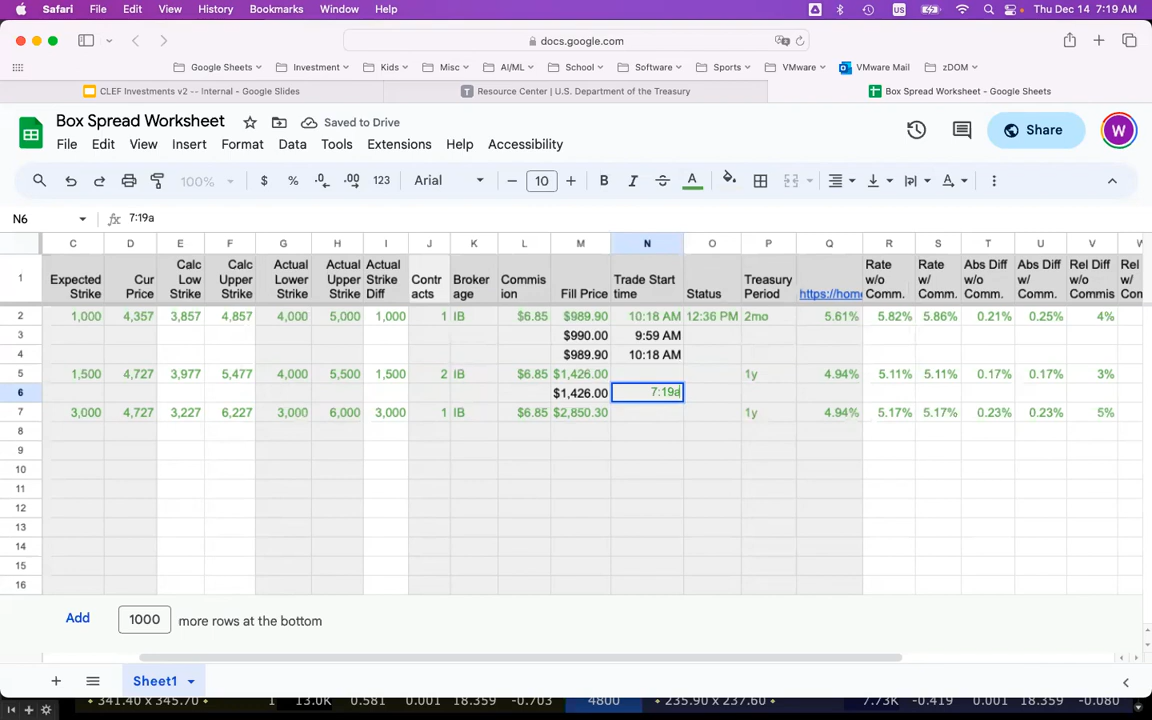 Safari File Edit View History Bookmarks Window Help US Thu Dec 14 7:19 AM
docs.google.com
Google Sheets Investment Kids Misc AI/ML School Software Sports VMware VMware Mail zDOM
CLEF Investments v2 -- Internal - Google Slides T Resource Center | U.S. Department of the Treasury Box Spread Worksheet - Google Sheets
Box Spread Worksheet Saved to Drive
File Edit View Insert Format Data Tools Extensions Help Accessibility
Share W
100% $ % .0 .00 123 Arial 10 B I A
N6 fx 7:19a
C D E F G H I J K L M N O P Q R S T U V W
1 Expected Strike Cur Price Calc Low Strike Calc Upper Strike Actual Lower Strike Actual Upper Strike Actual Strike Diff Contr acts Broker age Commis ion Fill Price Trade Start time Status Treasury Period https://home Rate w/o Comm. Rate w/ Comm. Abs Diff w/o Comm. Abs Diff w/ Comm. Rel Diff w/o Commis Rel
2 1,000 4,357 3,857 4,857 4,000 5,000 1,000 1 IB $6.85 $989.90 10:18 AM 12:36 PM 2mo 5.61% 5.82% 5.86% 0.21% 0.25% 4%
3 $990.00 9:59 AM
4 $989.90 10:18 AM
5 1,500 4,727 3,977 5,477 4,000 5,500 1,500 2 IB $6.85 $1,426.00 1y 4.94% 5.11% 5.11% 0.17% 0.17% 3%
6 $1,426.00 7:19a
7 3,000 4,727 3,227 6,227 3,000 6,000 3,000 1 IB $6.85 $2,850.30 1y 4.94% 5.17% 5.17% 0.23% 0.23% 5%
8
9
10
11
12
13
14
15
16
Add 1000 more rows at the bottom
Sheet1
341.40 x 345.70 1 13.0K 0.581 0.001 18.359 -0.703 4800 235.90 x 237.60 7.73K -0.419 0.001 18.359 -0.080